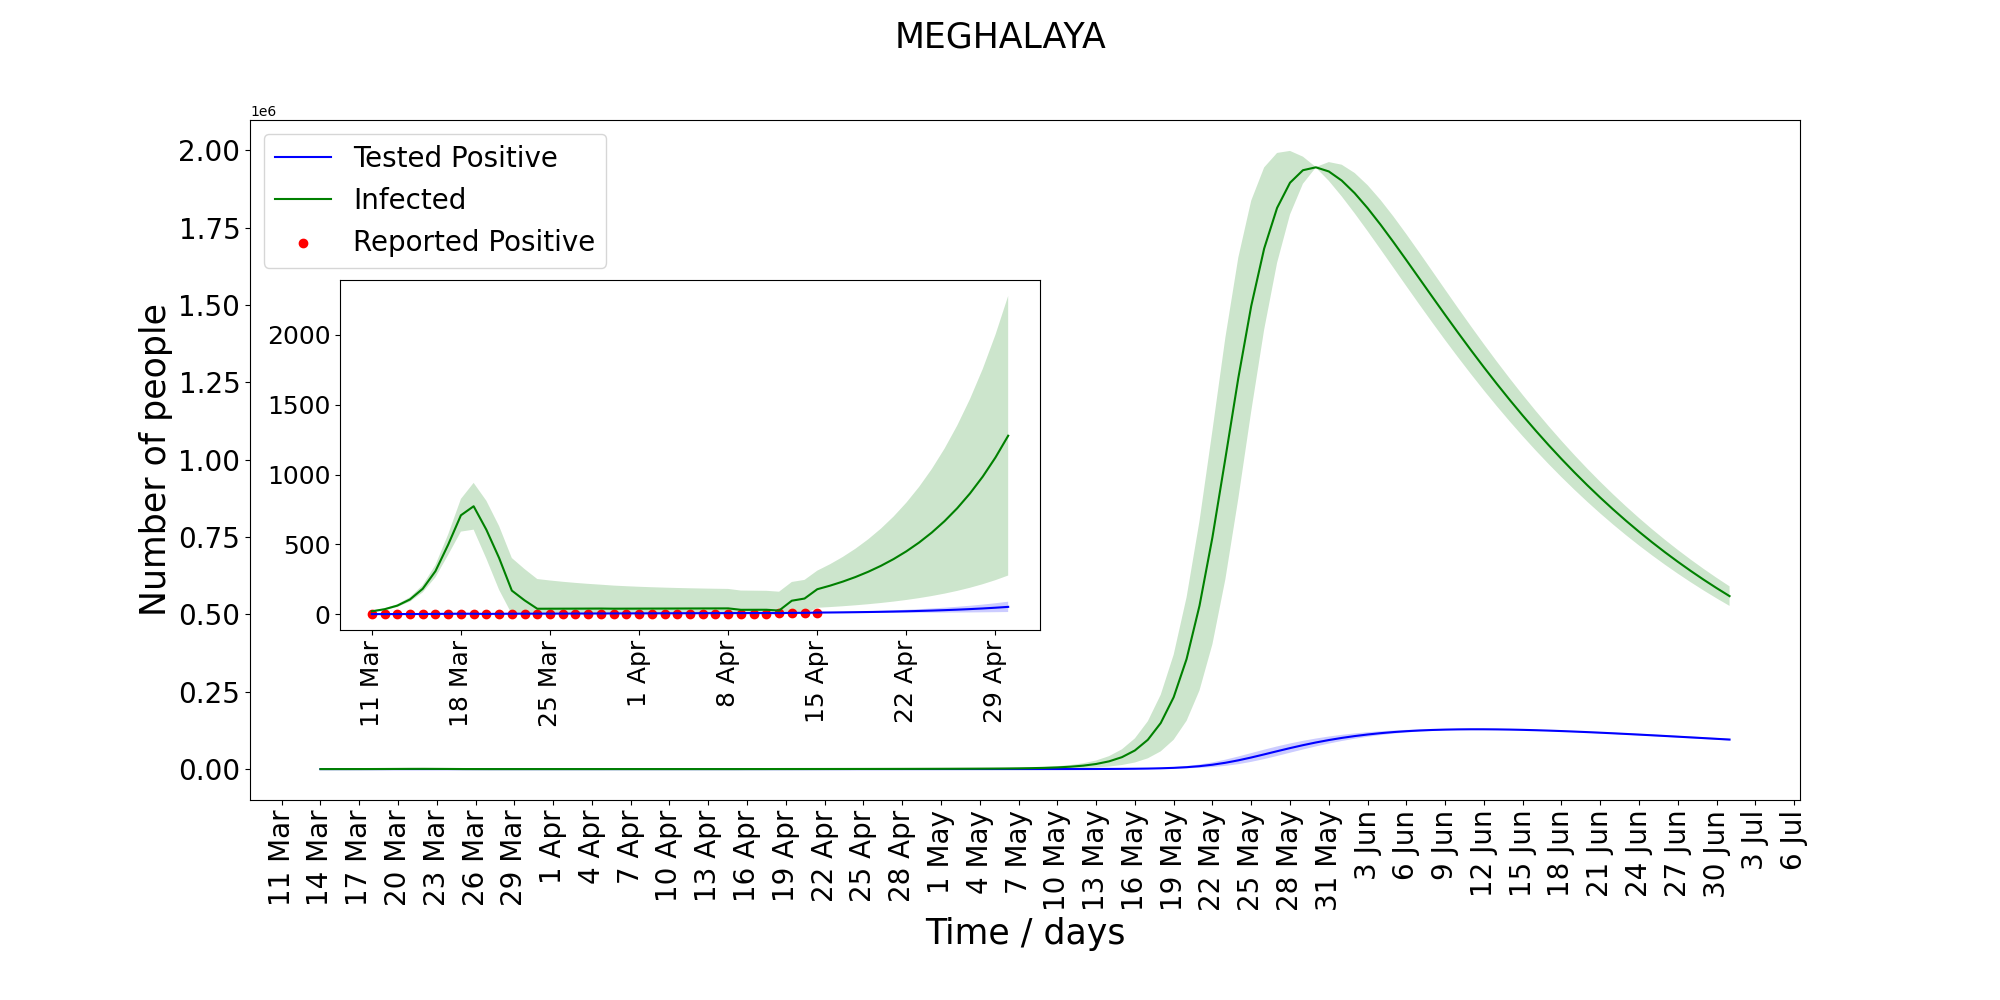 MEGHALAYA
1e6
Tested Positive
Infected
Reported Positive
Number of people
2.00
1.75
1.50
1.25
1.00
0.75
0.50
0.25
0.00
2000
1500
1000
500
0
11 Mar
18 Mar
25 Mar
1 Apr
8 Apr
15 Apr
22 Apr
29 Apr
11 Mar
14 Mar
17 Mar
20 Mar
23 Mar
26 Mar
29 Mar
1 Apr
4 Apr
7 Apr
10 Apr
13 Apr
16 Apr
19 Apr
22 Apr
25 Apr
28 Apr
1 May
4 May
7 May
10 May
13 May
16 May
19 May
22 May
25 May
28 May
31 May
3 Jun
6 Jun
9 Jun
12 Jun
15 Jun
18 Jun
21 Jun
24 Jun
27 Jun
30 Jun
3 Jul
6 Jul
Time / days